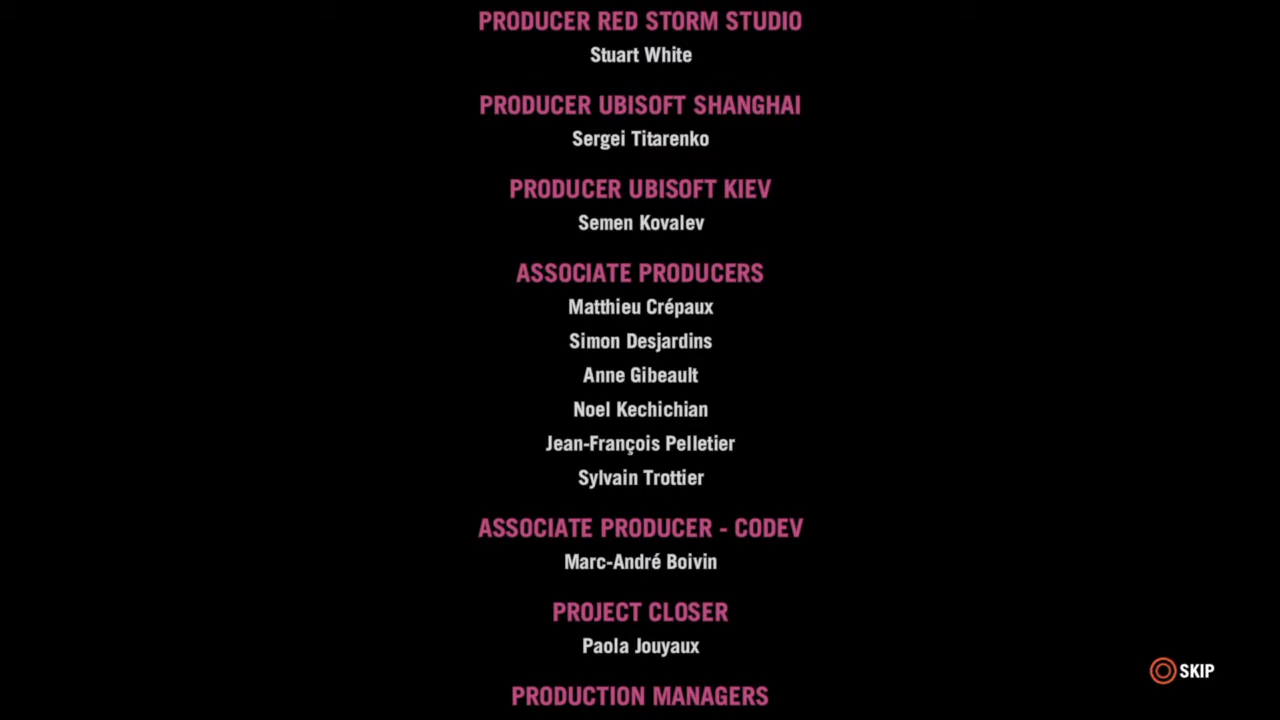 PRODUCER RED STORM STUDIO
Stuart White
PRODUCER UBISOFT SHANGHAI
Sergei Titarenko
PRODUCER UBISOFT KIEV
Semen Kovalev
ASSOCIATE PRODUCERS
Matthieu Crépaux
Simon Desjardins
Anne Gibeault
Noel Kechichian
Jean-François Pelletier
Sylvain Trottier
ASSOCIATE PRODUCER - CODEV
Marc-André Boivin
PROJECT CLOSER
Paola Jouyaux
SKIP
PRODUCTION MANAGERS